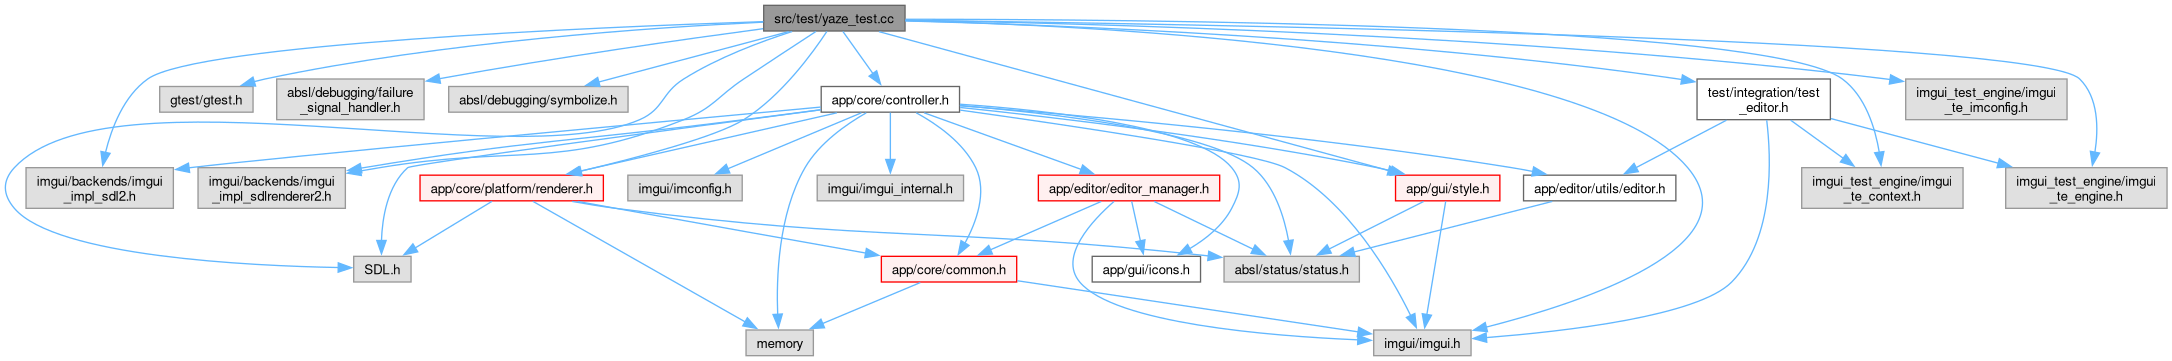 src/test/yaze_test.cc
gtest/gtest.h
absl/debugging/failure
_signal_handler.h
absl/debugging/symbolize.h
app/core/controller.h
test/integration/test
_editor.h
imgui_test_engine/imgui
_te_imconfig.h
imgui/backends/imgui
_impl_sdl2.h
imgui/backends/imgui
_impl_sdlrenderer2.h
app/core/platform/renderer.h
imgui/imconfig.h
imgui/imgui_internal.h
app/editor/editor_manager.h
app/gui/style.h
app/editor/utils/editor.h
imgui_test_engine/imgui
_te_context.h
imgui_test_engine/imgui
_te_engine.h
SDL.h
app/core/common.h
app/gui/icons.h
absl/status/status.h
memory
imgui/imgui.h